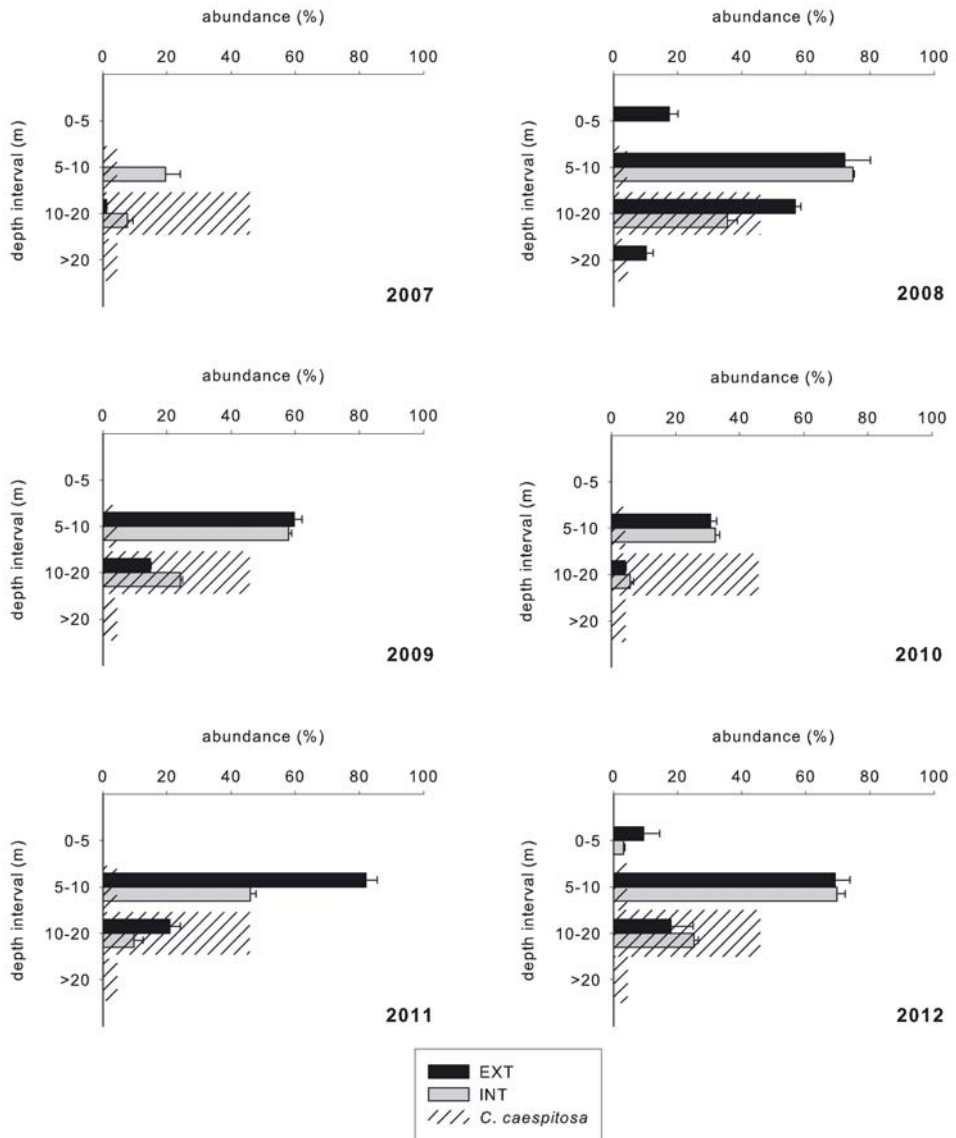 abundance (%)
0 20 40 60 80 100
depth interval (m)
0-5
5-10
10-20
>20
2007
abundance (%)
0 20 40 60 80 100
depth interval (m)
0-5
5-10
10-20
>20
2008
abundance (%)
0 20 40 60 80 100
depth interval (m)
0-5
5-10
10-20
>20
2009
abundance (%)
0 20 40 60 80 100
depth interval (m)
0-5
5-10
10-20
>20
2010
abundance (%)
0 20 40 60 80 100
depth interval (m)
0-5
5-10
10-20
>20
2011
abundance (%)
0 20 40 60 80 100
depth interval (m)
0-5
5-10
10-20
>20
2012
EXT
INT
C. caespitosa